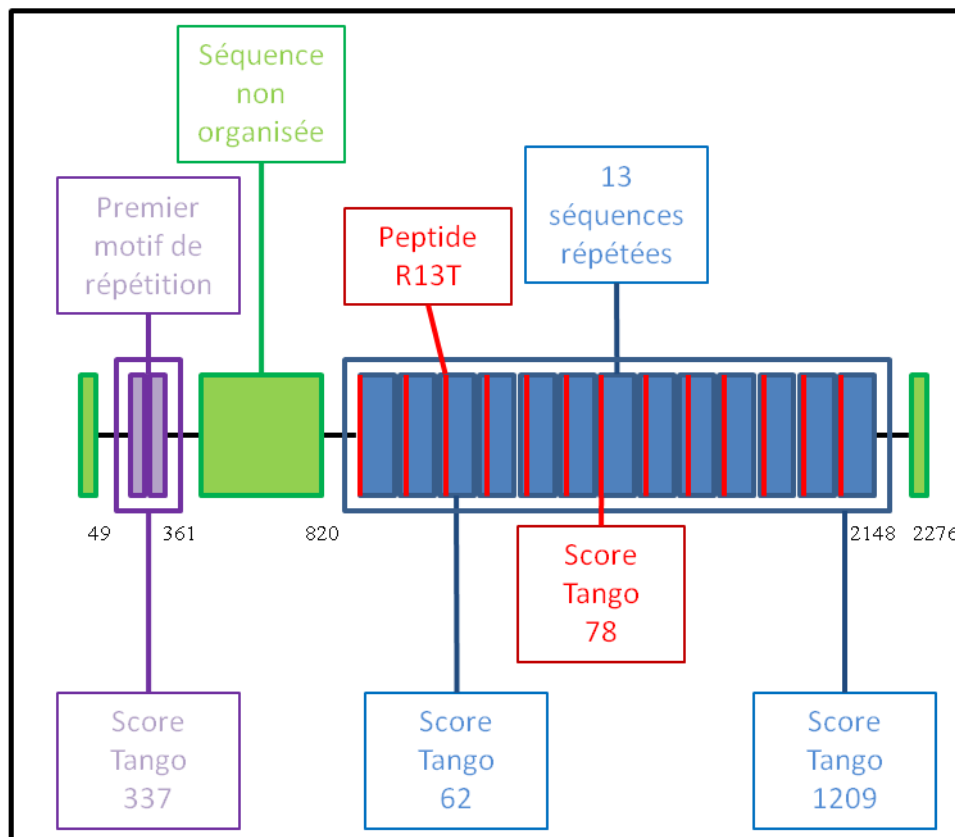 Séquence
non
organisée
Premier
motif de
répétition
Peptide
R13T
13
séquences
répétées
49
361
820
2148
2276
Score
Tango
78
Score
Tango
337
Score
Tango
62
Score
Tango
1209